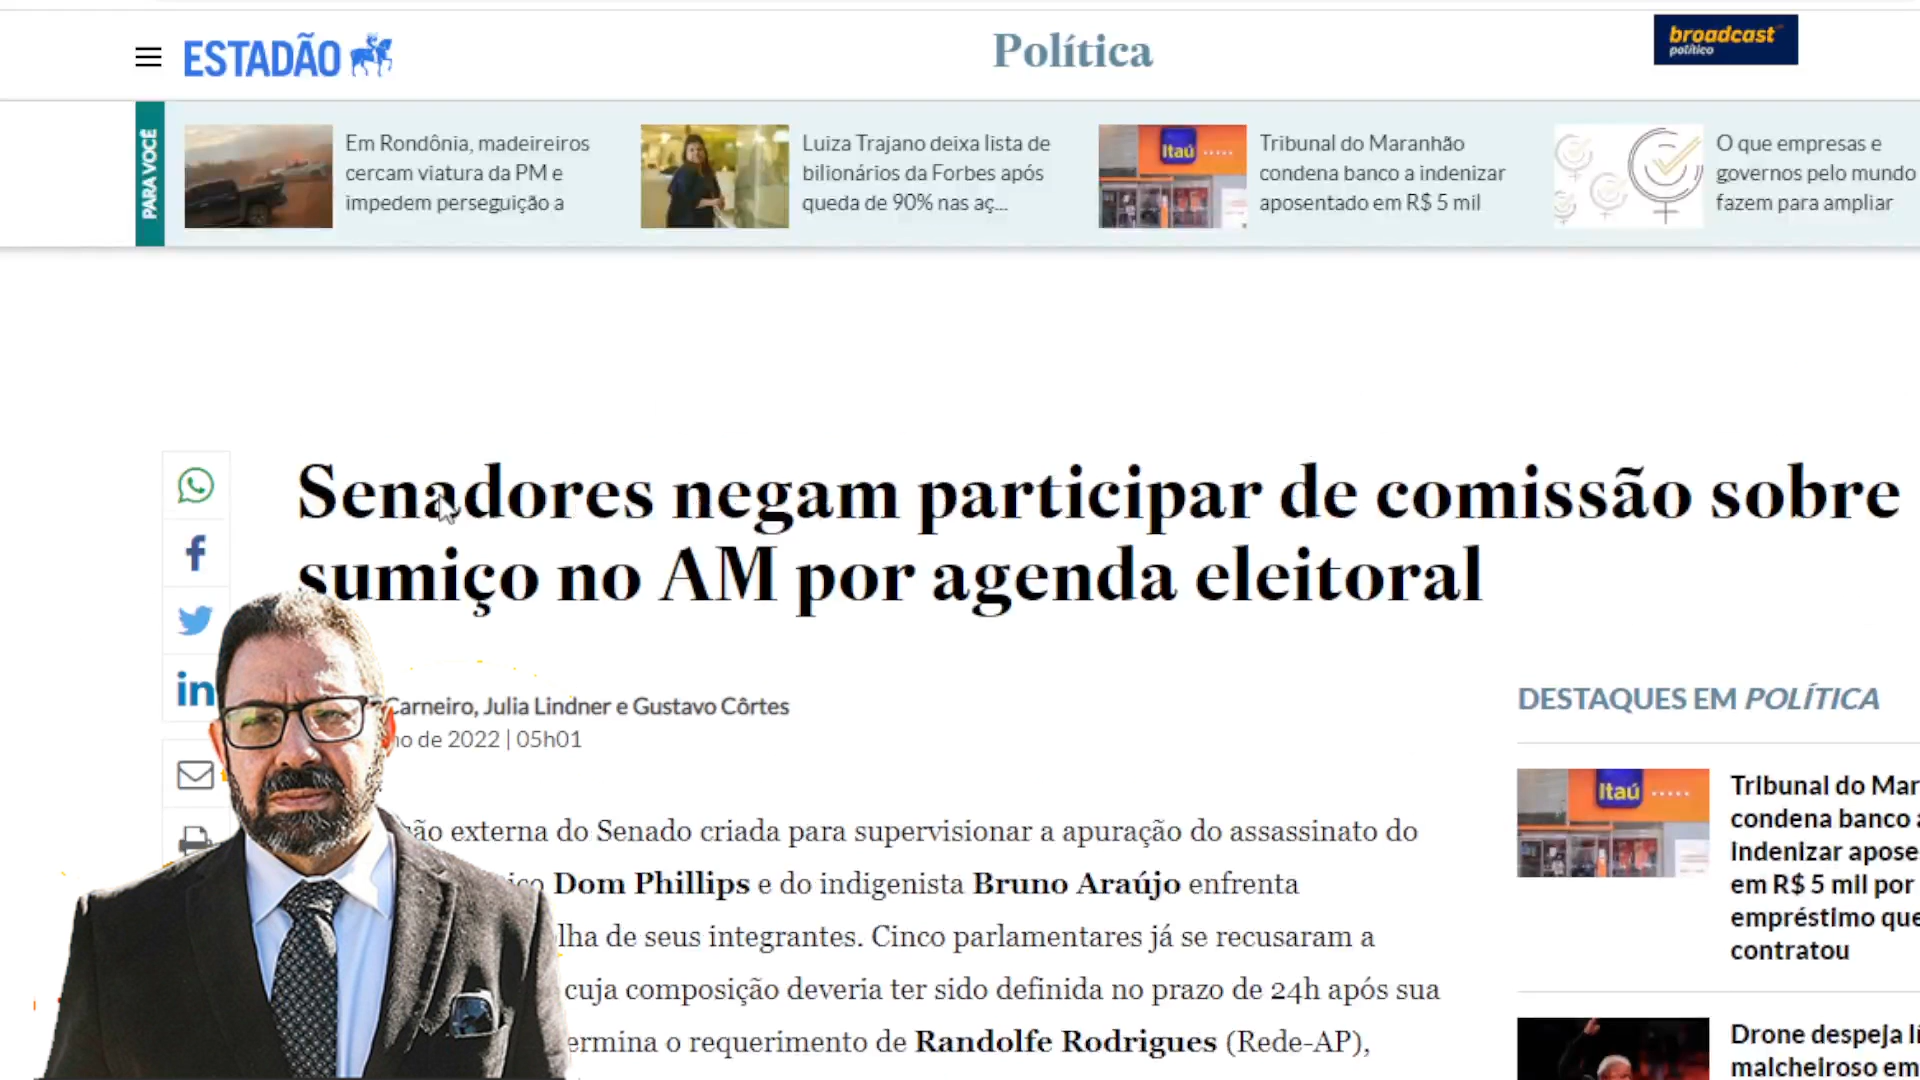 ESTADÃO
Política
broadcast
político
PARA VOCÊ
Em Rondônia, madeireiros
cercam viatura da PM e
impedem perseguição a
Luiza Trajano deixa lista de
bilionários da Forbes após
queda de 90% nas aç...
Itaú
Tribunal do Maranhão
condena banco a indenizar
aposentado em R$ 5 mil
O que empresas e
governos pelo mundo
fazem para ampliar
Senadores negam participar de comissão sobre
sumiço no AM por agenda eleitoral
Carneiro, Julia Lindner e Gustavo Côrtes
ho de 2022 | 05h01
ão externa do Senado criada para supervisionar a apuração do assassinato do
ico Dom Phillips e do indigenista Bruno Araújo enfrenta
lha de seus integrantes. Cinco parlamentares já se recusaram a
cuja composição deveria ter sido definida no prazo de 24h após sua
ermina o requerimento de Randolfe Rodrigues (Rede-AP),
DESTAQUES EM POLÍTICA
Itaú
Tribunal do Mar
condena banco a
indenizar apose
em R$ 5 mil por
empréstimo que
contratou
Drone despeja lí
malcheiroso em